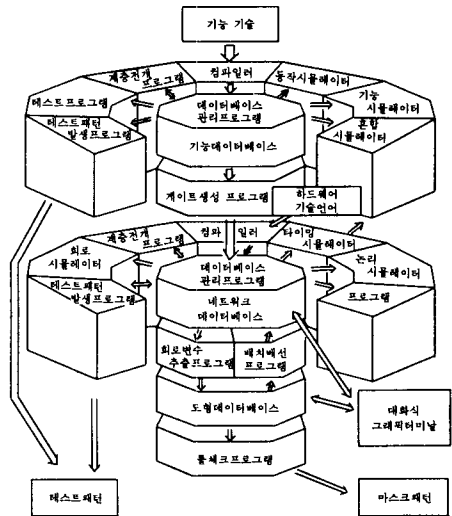 기능 기술
계층전개
프로그램
컴파일러
동작시뮬레이터
테스트프로그램
데이터베이스
관리프로그램
기능
시뮬레이터
테스트패턴
발생프로그램
혼합
시뮬레이터
기능데이터베이스
게이트생성 프로그램
하드웨어
기술언어
계층전개
프로그램
컴파일러
타이밍
시뮬레이터
회로
시뮬레이터
데이터베이스
관리프로그램
논리
시뮬레이터
테스트패턴
발생프로그램
프로그램
네트워크
데이터베이스
회로변수
추출프로그램
배치배선
프로그램
도형데이터베이스
대화식
그래픽터미널
룰체크프로그램
테스트패턴
마스크패턴